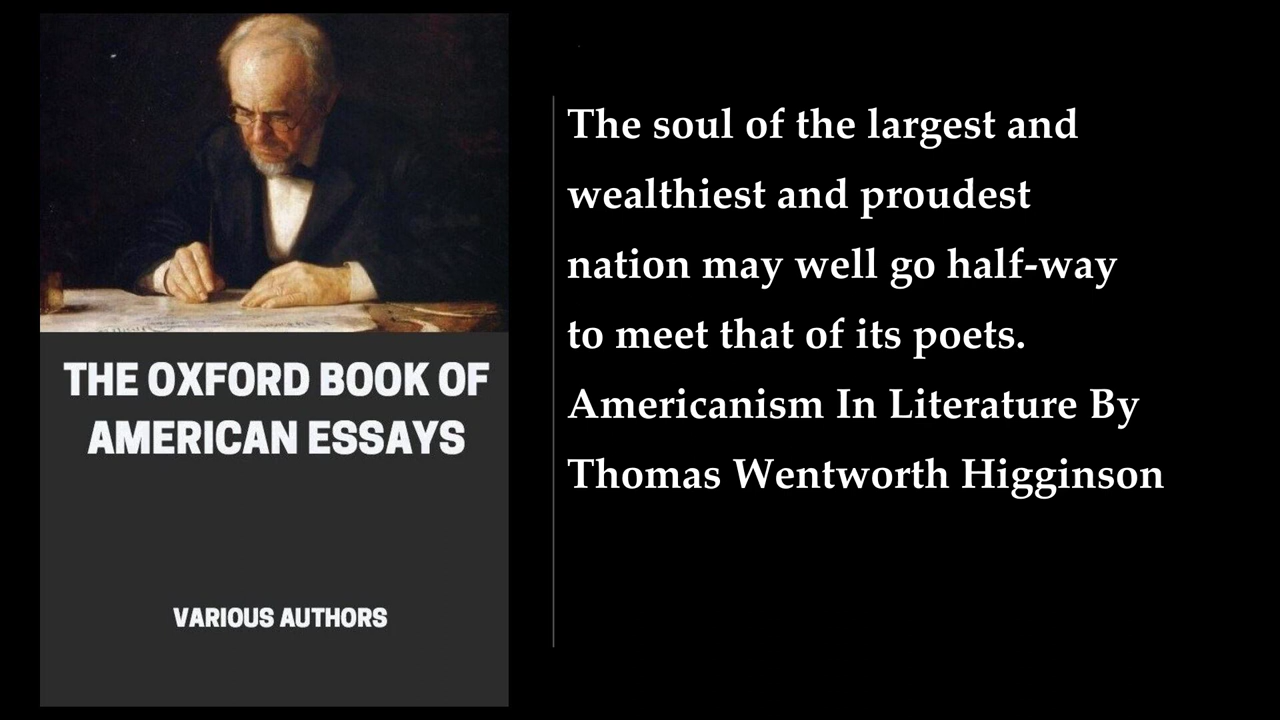 THE OXFORD BOOK OF
AMERICAN ESSAYS
VARIOUS AUTHORS
The soul of the largest and
wealthiest and proudest
nation may well go half-way
to meet that of its poets.
Americanism In Literature By
Thomas Wentworth Higginson